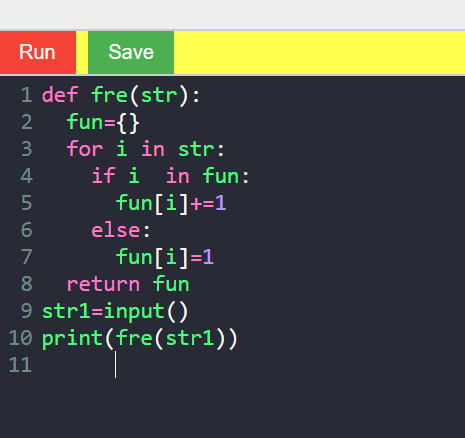 Run Save
1 def fre(str):
2   fun={}
3   for i in str:
4     if i  in fun:
5       fun[i]+=1
6     else:
7       fun[i]=1
8   return fun
9 str1=input()
10 print(fre(str1))
11